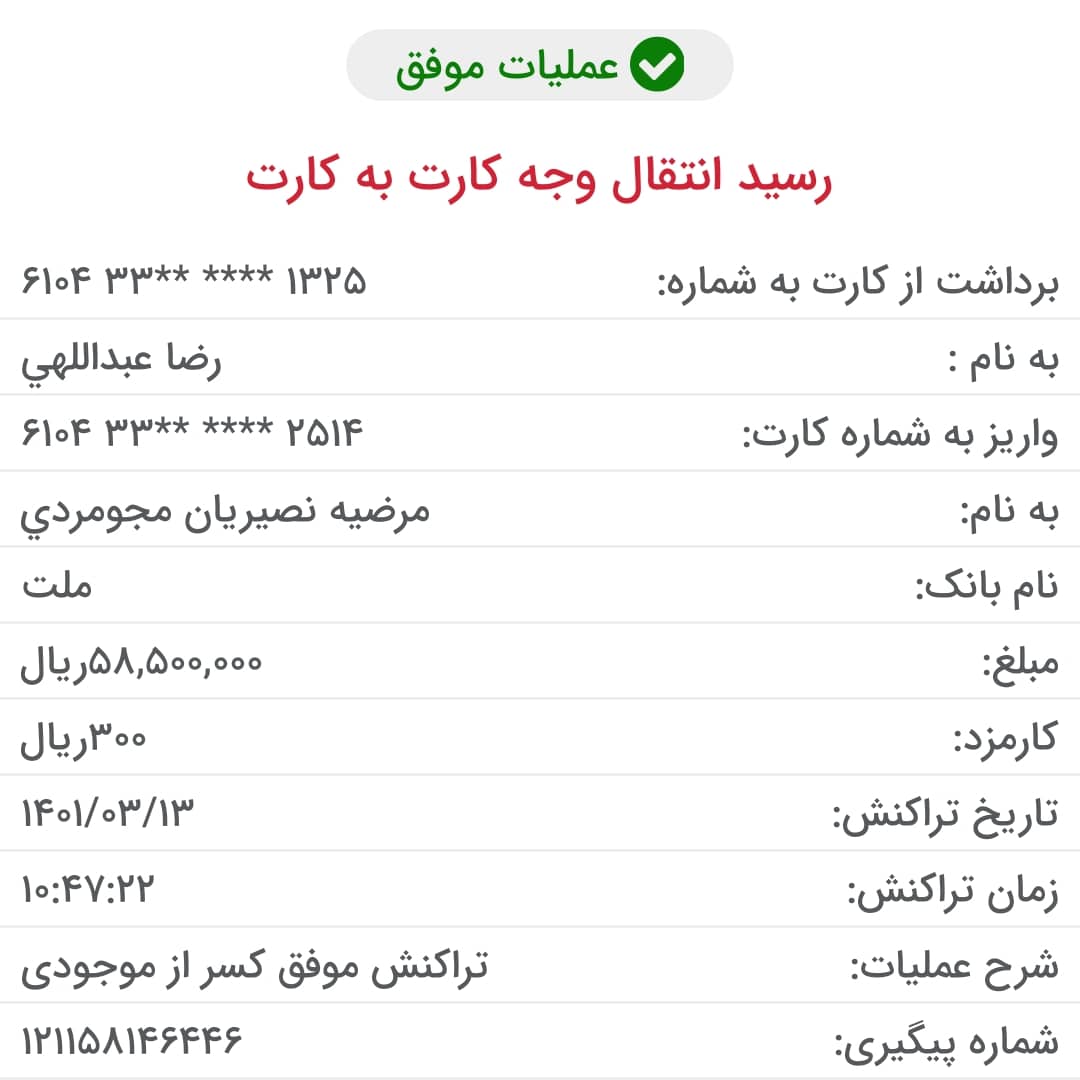 عملیات موفق
رسید انتقال وجه کارت به کارت
برداشت از کارت به شماره: ۶۱۰۴ ۳۳** **** ۱۳۲۵
به نام : رضا عبداللهي
واریز به شماره کارت: ۶۱۰۴ ۳۳** **** ۲۵۱۴
به نام: مرضیه نصیریان مجومردي
نام بانک: ملت
مبلغ: ۵۸,۵۰۰,۰۰۰ریال
کارمزد: ۳۰۰ریال
تاریخ تراکنش: ۱۴۰۱/۰۳/۱۳
زمان تراکنش: ۱۰:۴۷:۲۲
شرح عملیات: تراکنش موفق کسر از موجودی
شماره پیگیری: ۱۲۱۱۵۸۱۴۶۴۴۶